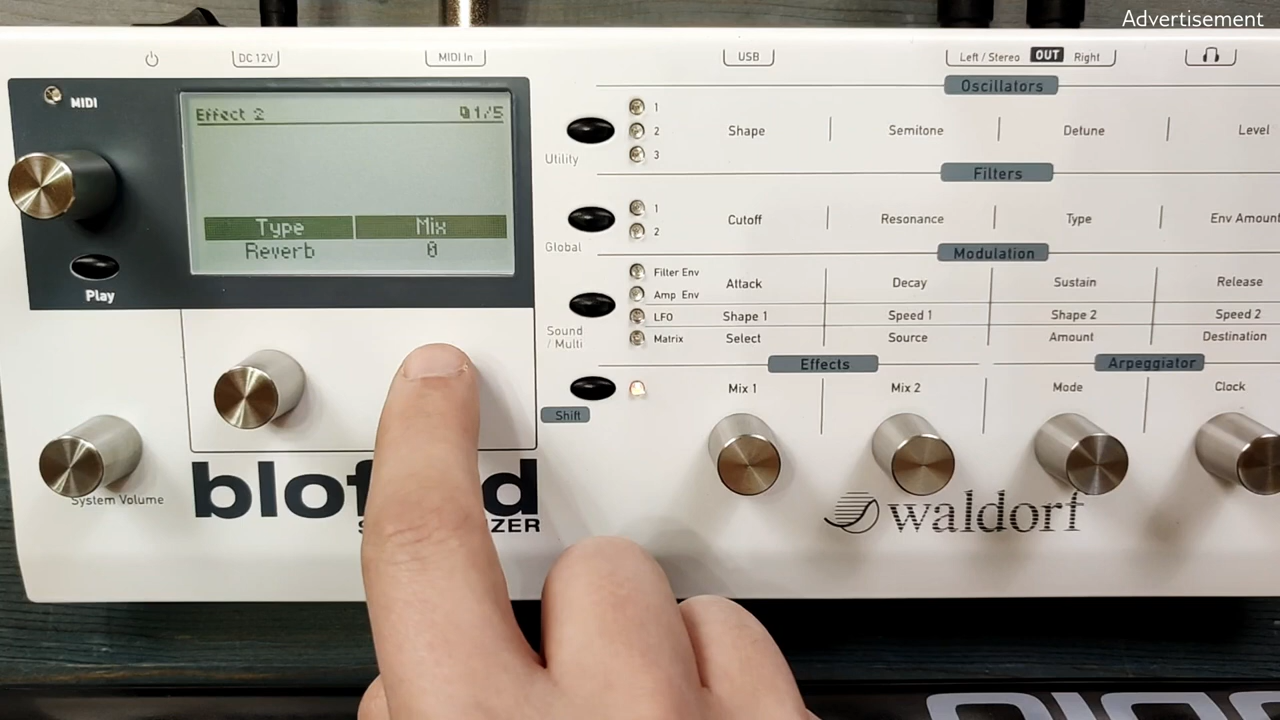 Advertisement
DC 12V
MIDI In
USB
Left / Stereo OUT Right
MIDI
Effect 2 1/5
Type Mix
Reverb 0
Play
System Volume
blof d
ZER
Oscillators
1
2
3
Utility
Shape Semitone Detune Level
Filters
1
2
Global
Cutoff Resonance Type Env Amount
Modulation
Filter Env
Amp Env
LFO
Matrix
Sound
/ Multi
Attack Decay Sustain Release
Shape 1 Speed 1 Shape 2 Speed 2
Select Source Amount Destination
Effects Arpeggiator
Shift
Mix 1 Mix 2 Mode Clock
waldorf